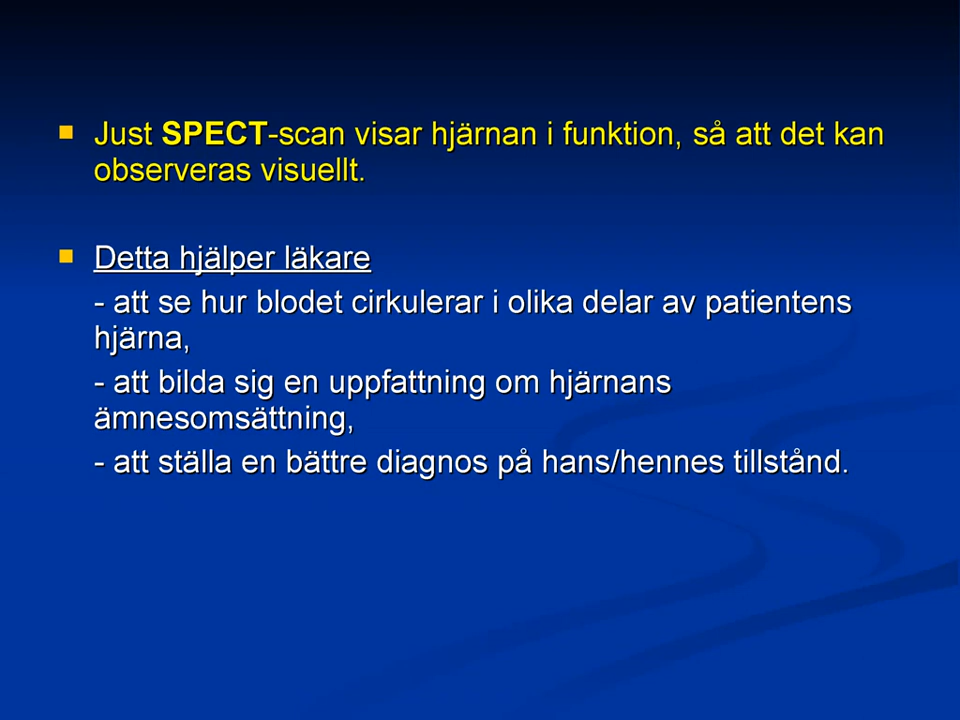 Just SPECT-scan visar hjärnan i funktion, så att det kan
observeras visuellt.
Detta hjälper läkare
- att se hur blodet cirkulerar i olika delar av patientens
hjärna,
- att bilda sig en uppfattning om hjärnans
ämnesomsättning,
- att ställa en bättre diagnos på hans/hennes tillstånd.